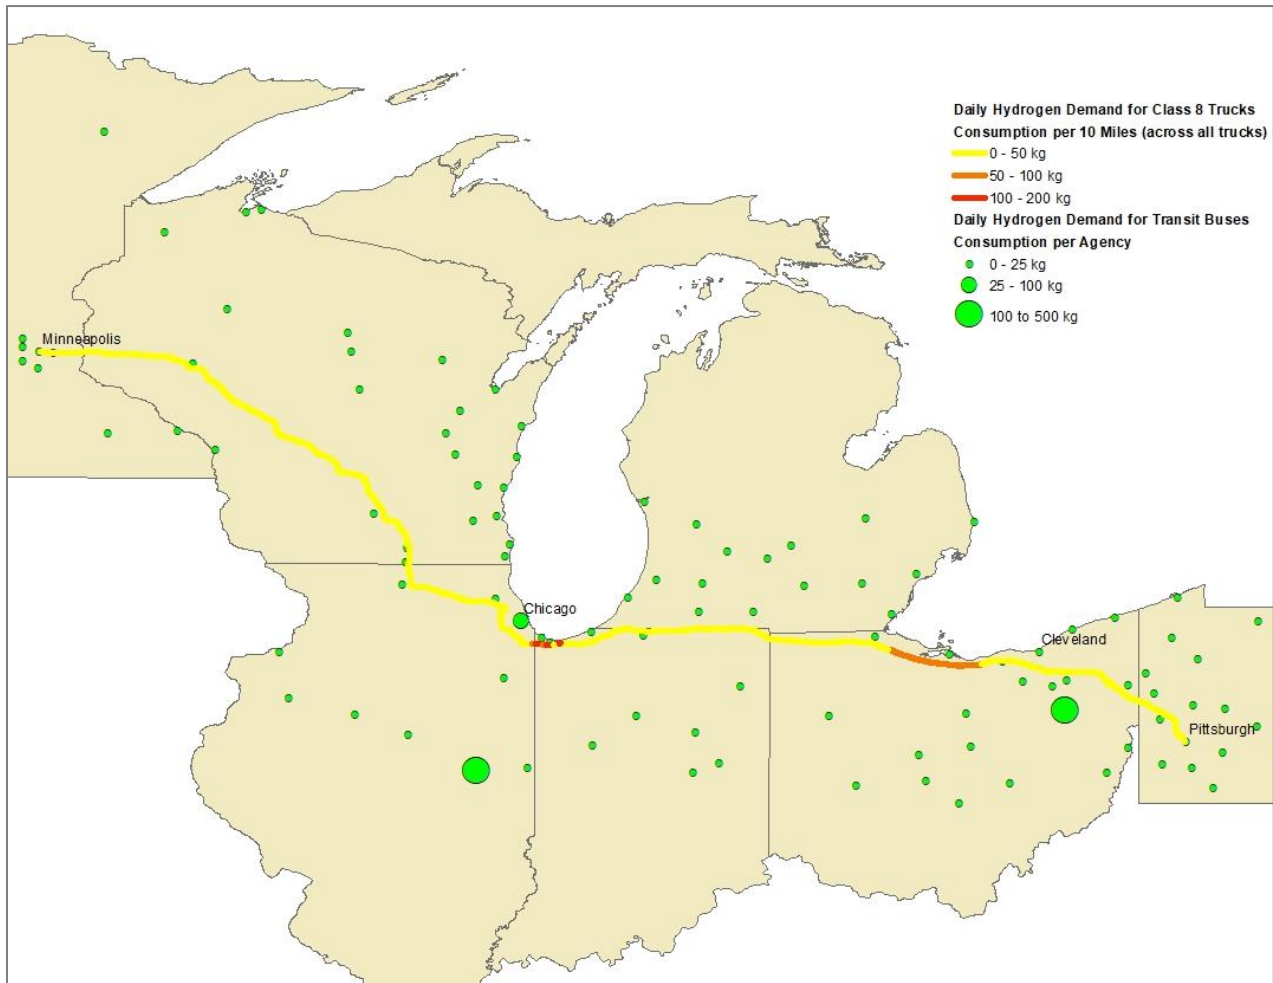 Daily Hydrogen Demand for Class 8 Trucks
Consumption per 10 Miles (across all trucks)
0 - 50 kg
50 - 100 kg
100 - 200 kg
Daily Hydrogen Demand for Transit Buses
Consumption per Agency
0 - 25 kg
25 - 100 kg
100 to 500 kg
Minneapolis
Chicago
Cleveland
Pittsburgh